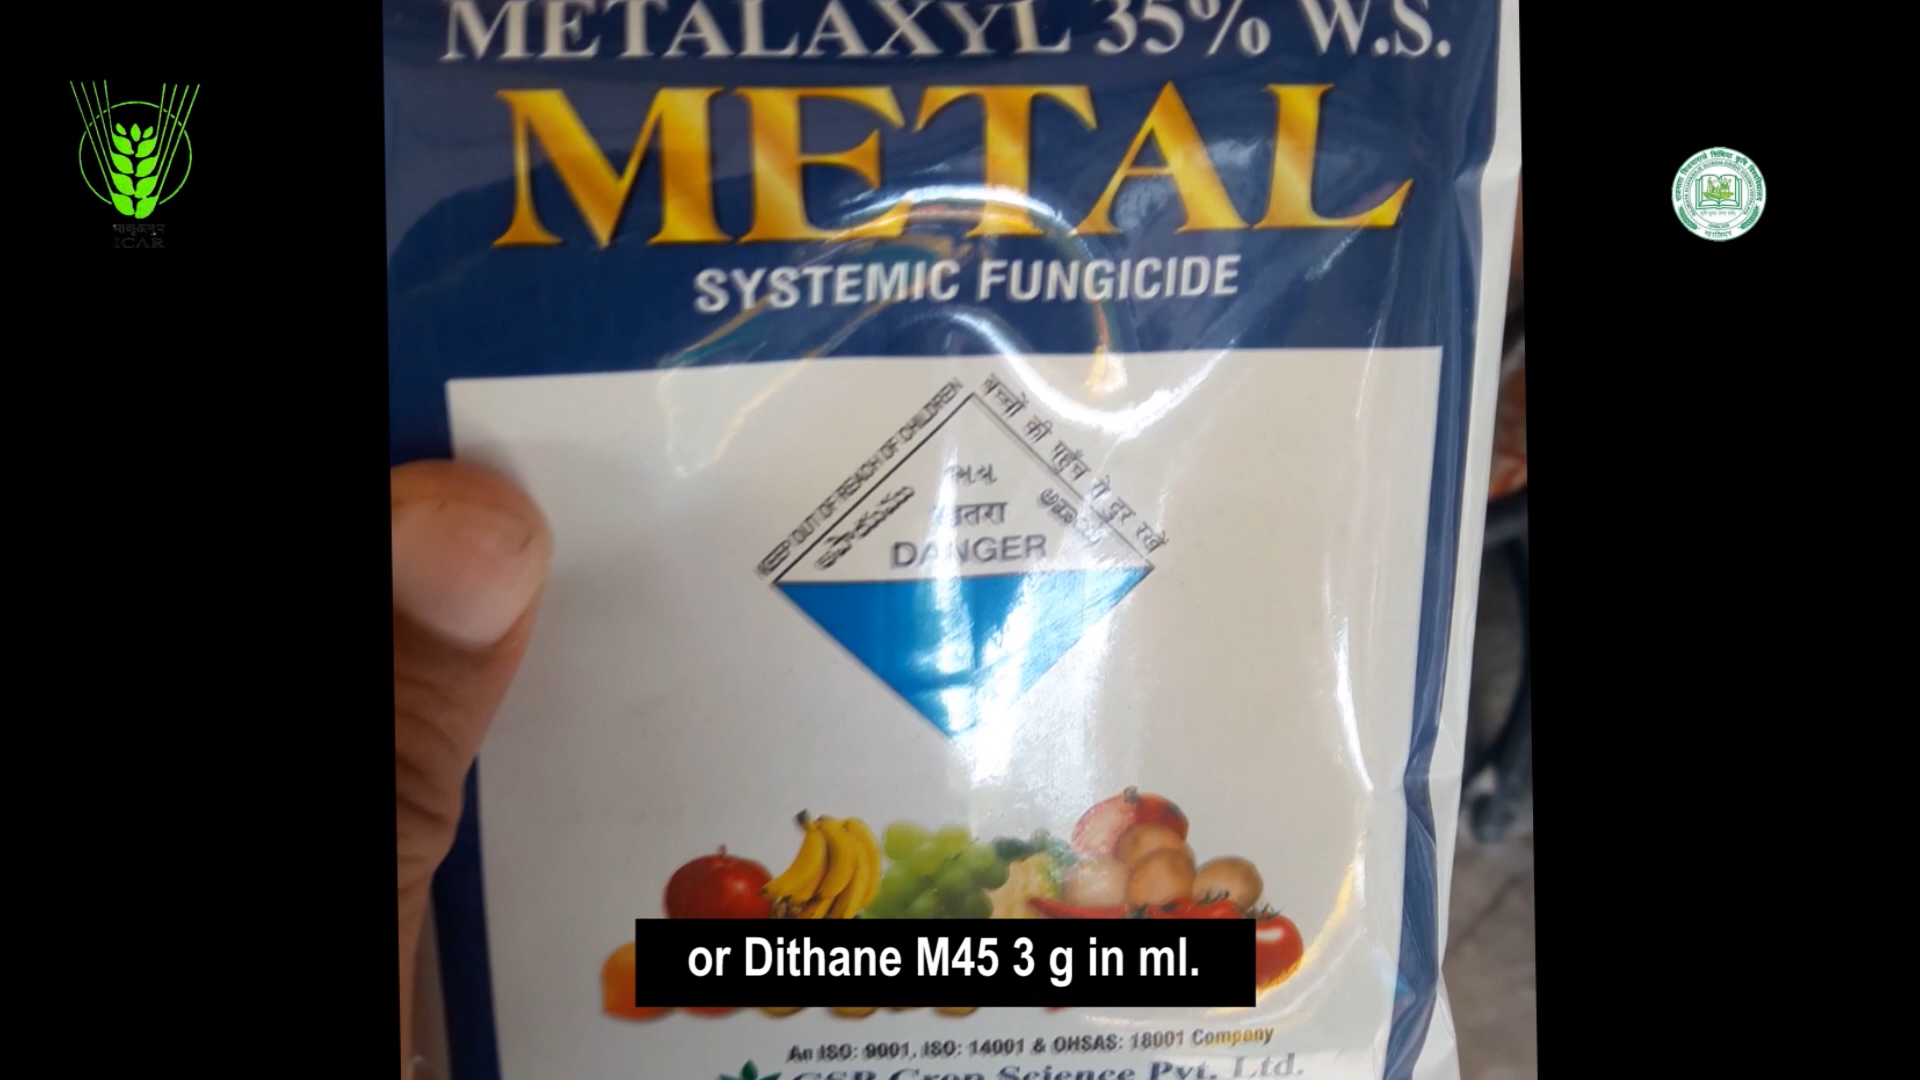 METALAXYL 35% W.S.
METAL
SYSTEMIC FUNGICIDE
KEEP OUT OF REACH OF CHILDREN
बच्चों की पहुँच से दूर रखें
खतरा
DANGER
भाकृअनुप
ICAR
or Dithane M45 3 g in ml.
An ISO: 9001, ISO: 14001 & OHSAS: 18001 Company
Crop Science Pvt. Ltd.